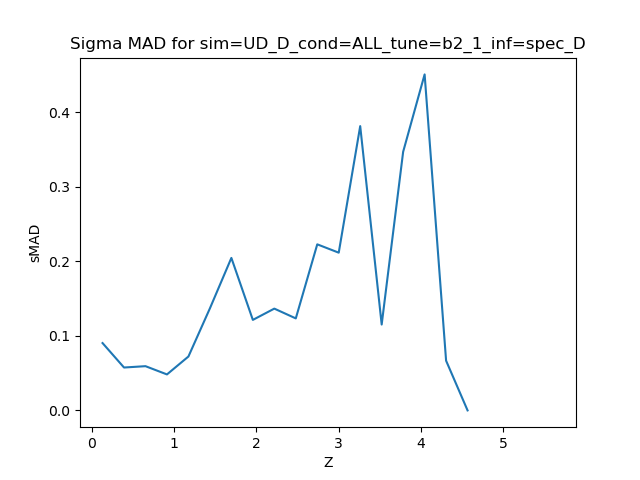 Sigma MAD for sim=UD_D_cond=ALL_tune=b2_1_inf=spec_D
sMAD
0.4
0.3
0.2
0.1
0.0
0 1 2 3 4 5
Z